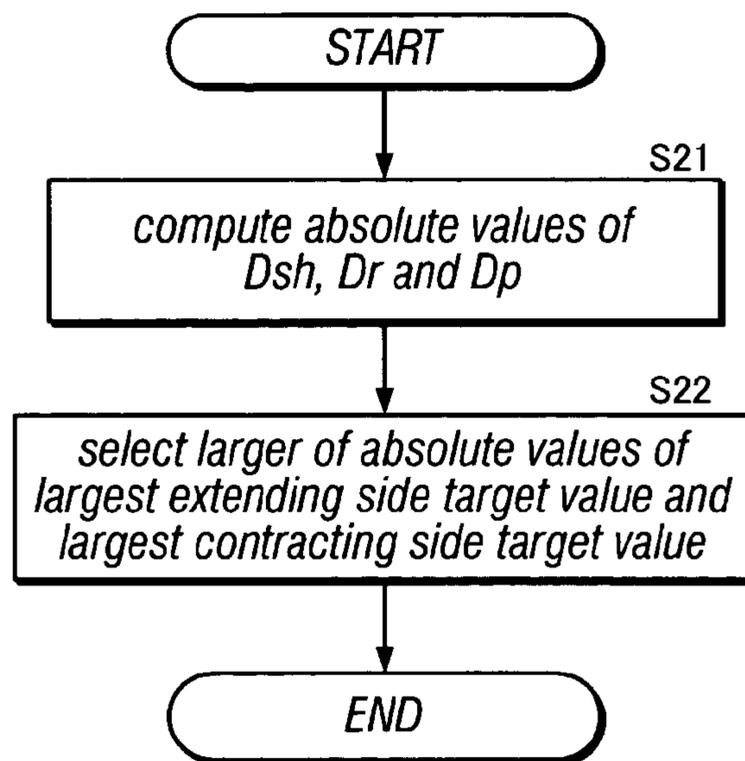 START
S21
compute absolute values of
Dsh, Dr and Dp
S22
select larger of absolute values of
largest extending side target value and
largest contracting side target value
END